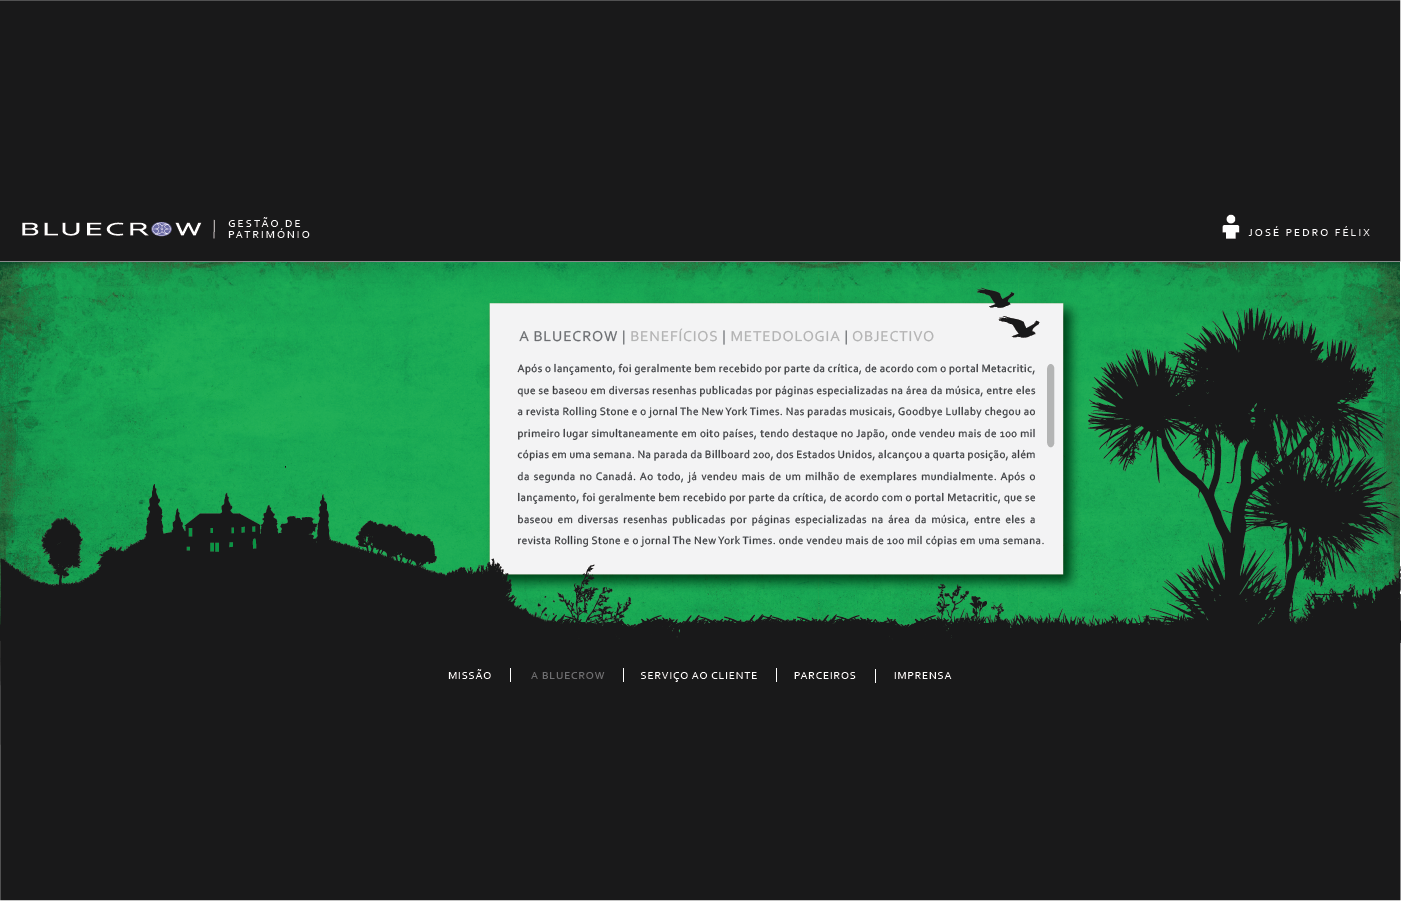 BLUECROW
GESTÃO DE
PATRIMÓNIO
JOSÉ PEDRO FÉLIX
A BLUECROW | BENEFÍCIOS | METEDOLOGIA | OBJECTIVO
Após o lançamento, foi geralmente bem recebido por parte da crítica, de acordo com o portal Metacritic,
que se baseou em diversas resenhas publicadas por páginas especializadas na área da música, entre eles
a revista Rolling Stone e o jornal The New York Times. Nas paradas musicais, Goodbye Lullaby chegou ao
primeiro lugar simultaneamente em oito países, tendo destaque no Japão, onde vendeu mais de 100 mil
cópias em uma semana. Na parada da Billboard 200, dos Estados Unidos, alcançou a quarta posição, além
da segunda no Canadá. Ao todo, já vendeu mais de um milhão de exemplares mundialmente. Após o
lançamento, foi geralmente bem recebido por parte da crítica, de acordo com o portal Metacritic, que se
baseou em diversas resenhas publicadas por páginas especializadas na área da música, entre eles a
revista Rolling Stone e o jornal The New York Times. onde vendeu mais de 100 mil cópias em uma semana.
MISSÃO | A BLUECROW | SERVIÇO AO CLIENTE | PARCEIROS | IMPRENSA